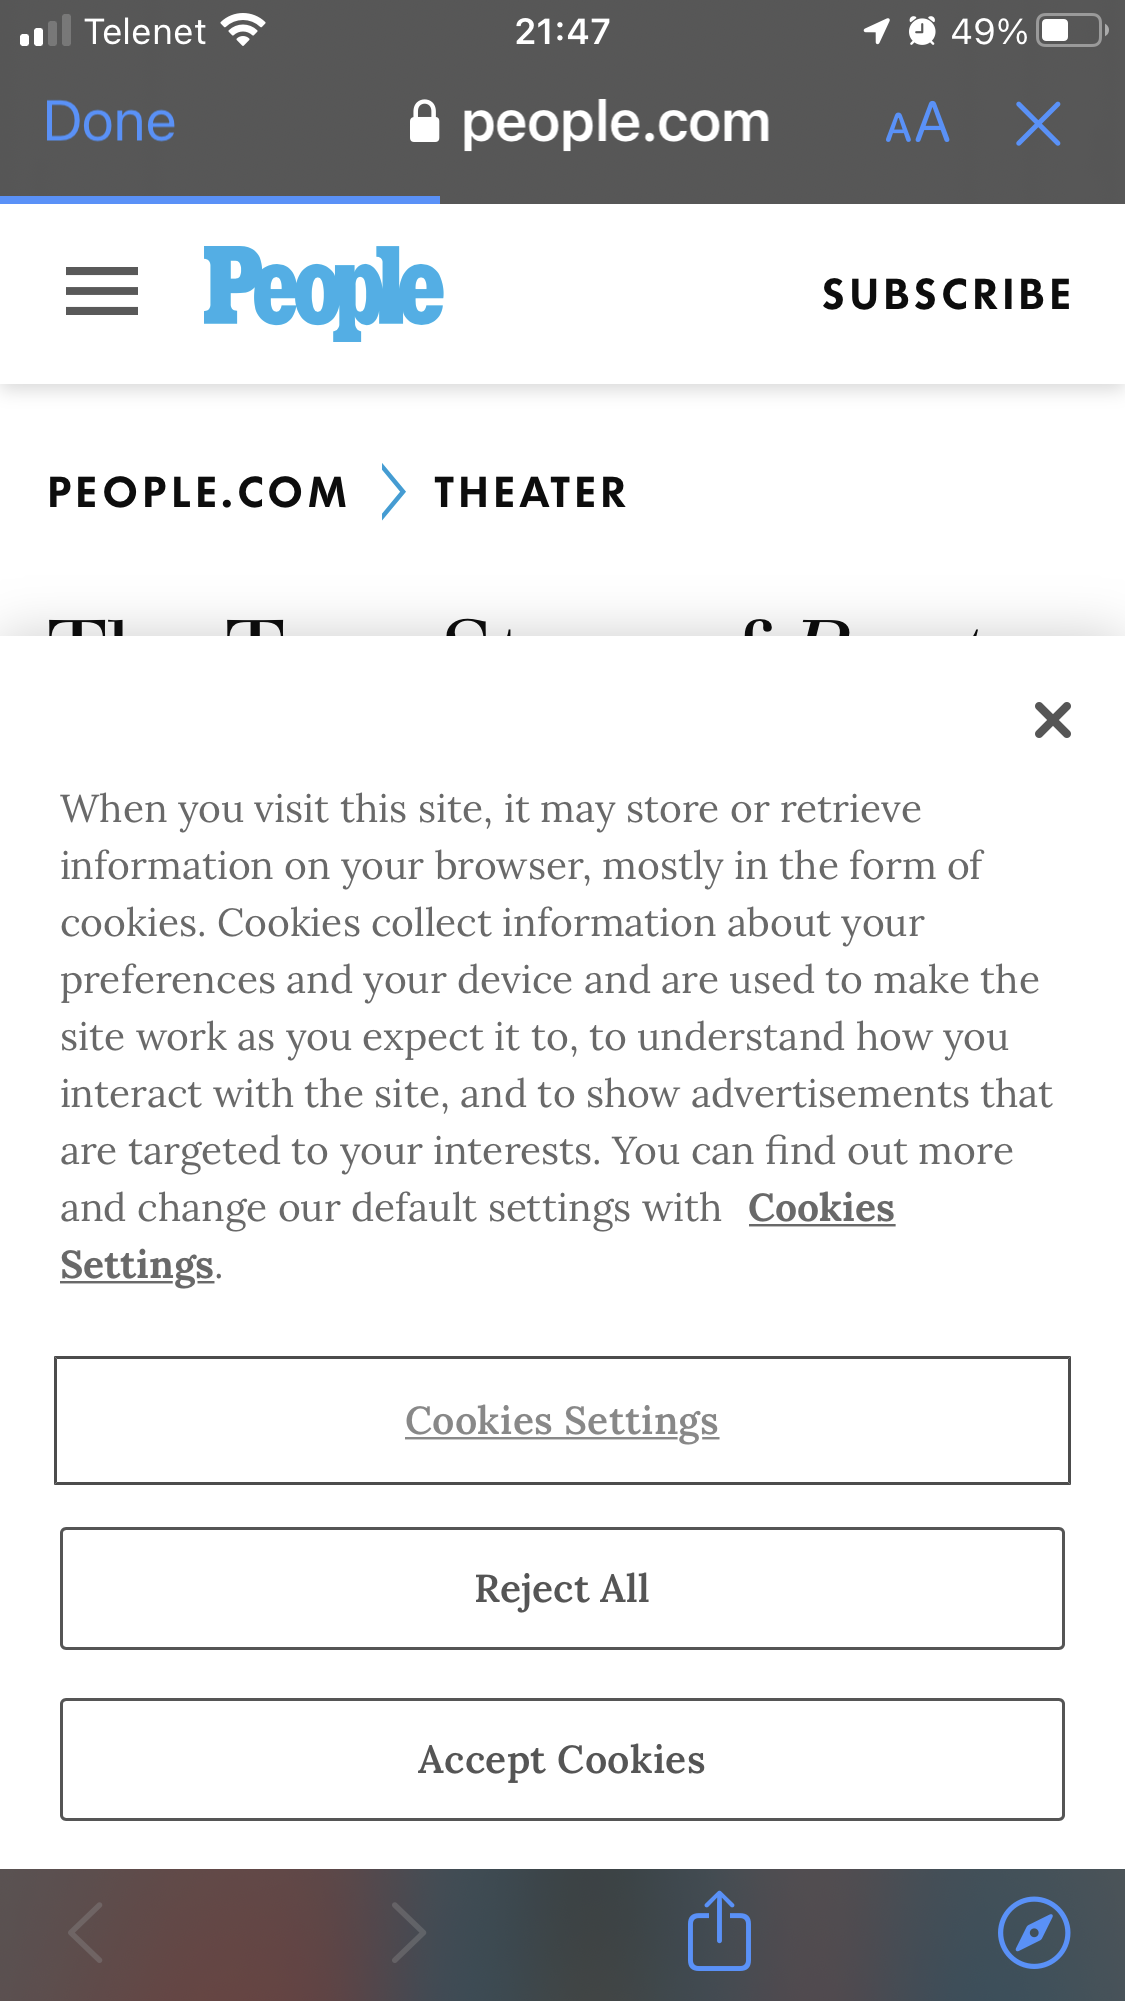 Telenet 21:47 49%
Done people.com AA
People SUBSCRIBE
PEOPLE.COM THEATER
When you visit this site, it may store or retrieve
information on your browser, mostly in the form of
cookies. Cookies collect information about your
preferences and your device and are used to make the
site work as you expect it to, to understand how you
interact with the site, and to show advertisements that
are targeted to your interests. You can find out more
and change our default settings with Cookies
Settings.
Cookies Settings
Reject All
Accept Cookies